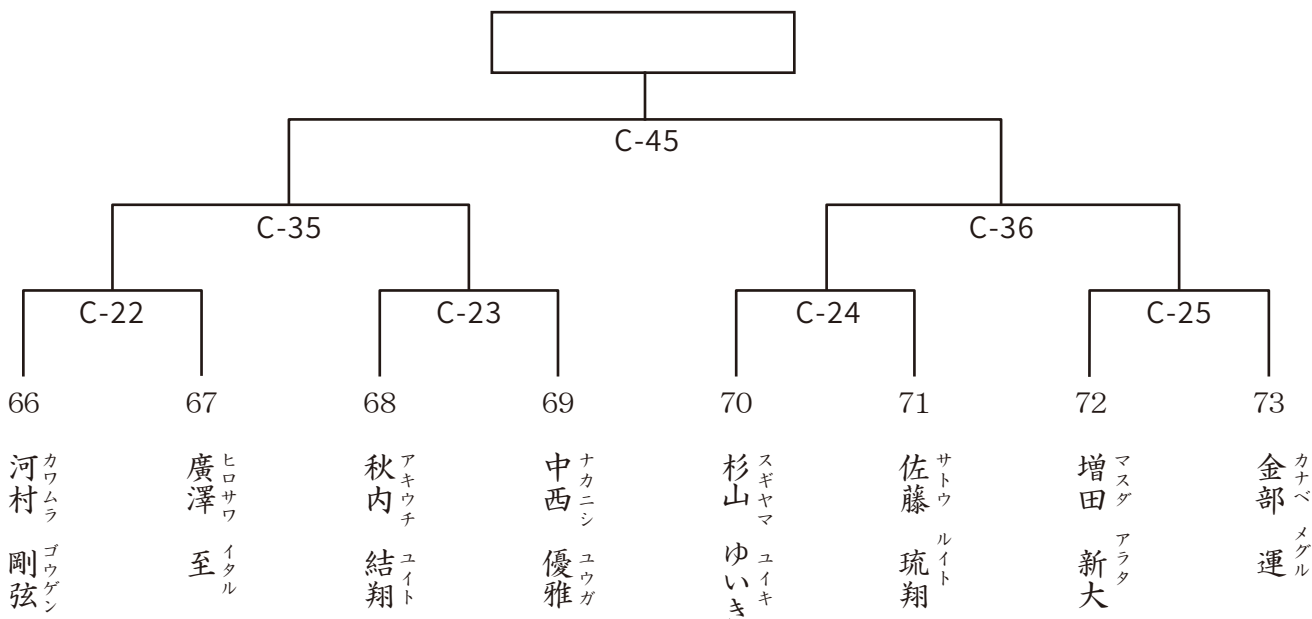 C-45
C-35
C-36
C-22
C-23
C-24
C-25
66
67
68
69
70
71
72
73
河村 剛弦
カワムラ ゴウゲン
廣澤 至
ヒロサワ イタル
秋内 結翔
アキウチ ユイト
中西 優雅
ナカニシ ユウガ
杉山 ゆいき
スギヤマ ユイキ
佐藤 琉翔
サトウ ルイト
増田 新大
マスダ アラタ
金部 運
カナベ メグル